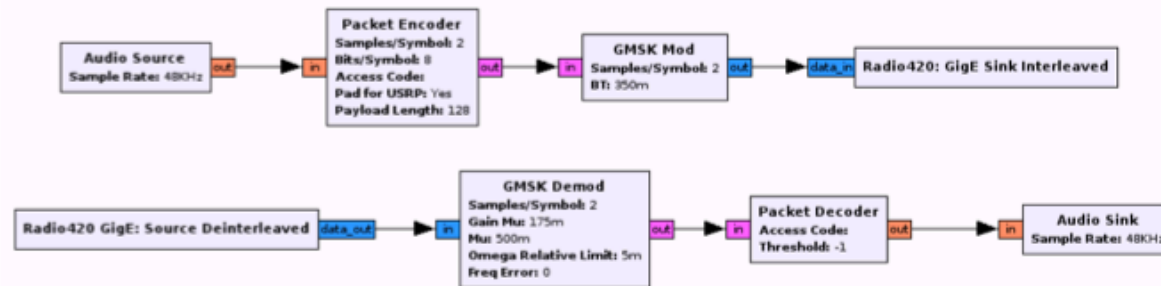 Audio Source
Sample Rate: 48KHz
out
in
Packet Encoder
Samples/Symbol: 2
Bits/Symbol: 8
Access Code:
Pad for USRP: Yes
Payload Length: 128
out
in
GMSK Mod
Samples/Symbol: 2
BT: 350m
out
data_in
Radio420: GigE Sink Interleaved
Radio420 GigE: Source Deinterleaved
data_out
in
GMSK Demod
Samples/Symbol: 2
Gain Mu: 175m
Mu: 500m
Omega Relative Limit: 5m
Freq Error: 0
out
in
Packet Decoder
Access Code:
Threshold: -1
out
in
Audio Sink
Sample Rate: 48KHz